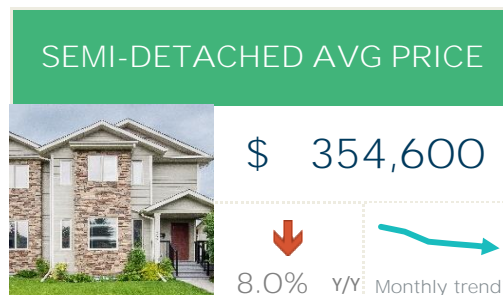 SEMI-DETACHED AVG PRICE
$ 354,600
8.0% Y/Y Monthly trend